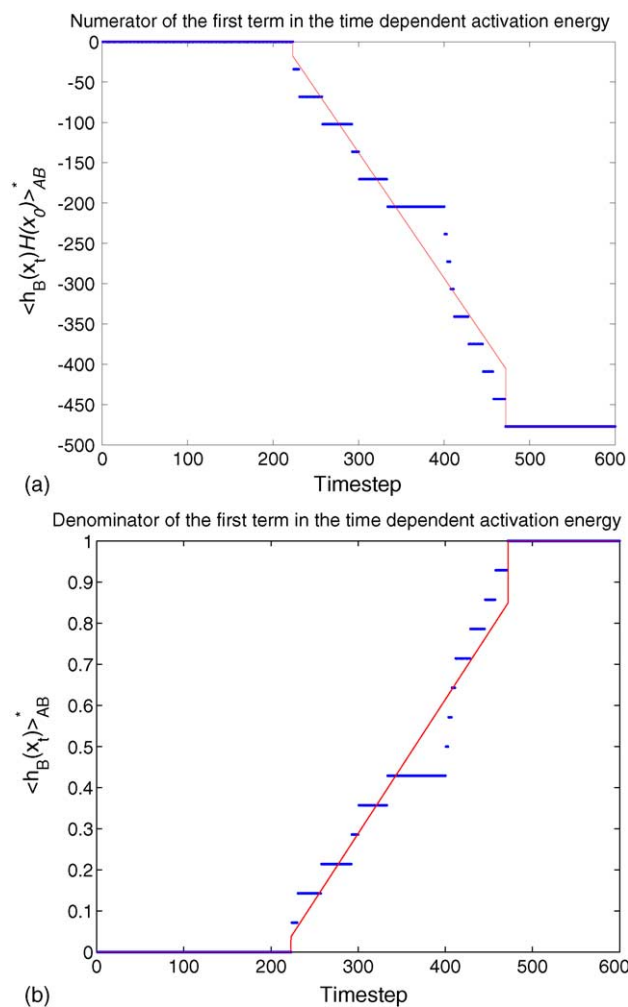 Numerator of the first term in the time dependent activation energy
0
-50
-100
-150
-200
-250
-300
-350
-400
-450
-500
<h_B(x_t)H(x_0)>*_AB
0 100 200 300 400 500 600
Timestep
(a)
Denominator of the first term in the time dependent activation energy
1
0.9
0.8
0.7
0.6
0.5
0.4
0.3
0.2
0.1
0
<h_B(x_t)>*_AB
0 100 200 300 400 500 600
Timestep
(b)